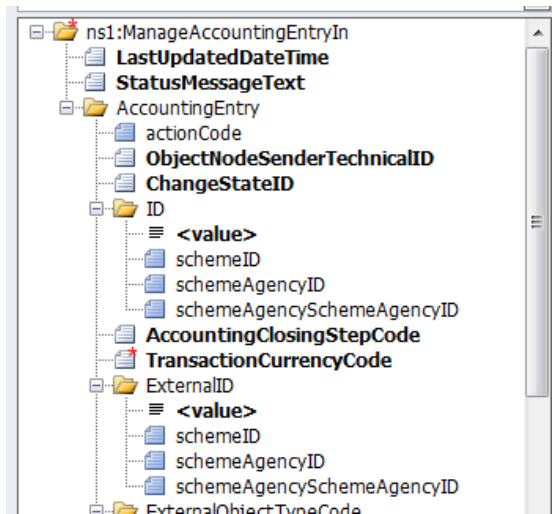 ns1:ManageAccountingEntryIn
LastUpdatedDateTime
StatusMessageText
AccountingEntry
actionCode
ObjectNodeSenderTechnicalID
ChangeStateID
ID
<value>
schemeID
schemeAgencyID
schemeAgencySchemeAgencyID
AccountingClosingStepCode
TransactionCurrencyCode
ExternalID
<value>
schemeID
schemeAgencyID
schemeAgencySchemeAgencyID
ExternalObjectTypeCode